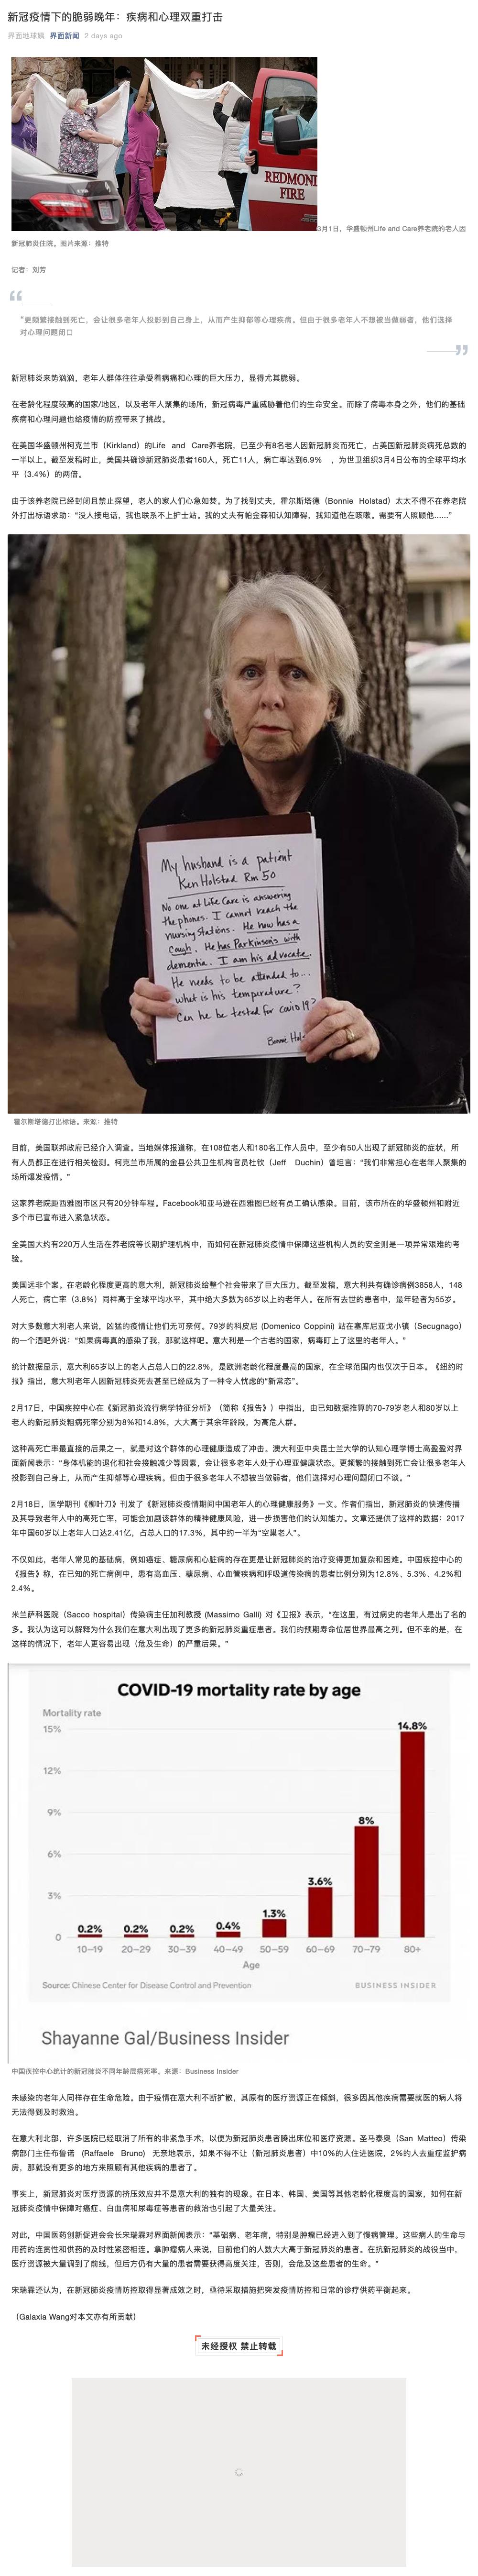 新冠疫情下的脆弱晚年：疾病和心理双重打击
界面地球镇 界面新闻 2 days ago
REDMOND
FIRE
3月1日，华盛顿州Life and Care养老院的老人因
新冠肺炎住院。图片来源：推特
记者：刘芳
“更频繁接触到死亡，会让很多老年人投影到自己身上，从而产生抑郁等心理疾病。但由于很多老年人不想被当做弱者，他们选择
对心理问题闭口
新冠肺炎来势汹汹，老年人群体往往承受着病痛和心理的巨大压力，显得尤其脆弱。
在老龄化程度较高的国家/地区，以及老年人聚集的场所，新冠病毒严重威胁着他们的生命安全。而除了病毒本身之外，他们的基础
疾病和心理问题也给疫情的防控带来了挑战。
在美国华盛顿州柯克兰市（Kirkland）的Life and Care养老院，已至少有8名老人因新冠肺炎而死亡，占美国新冠肺炎病死总数的
一半以上。截至发稿时止，美国共确诊新冠肺炎患者160人，死亡11人，病亡率达到6.9% ，为世卫组织3月4日公布的全球平均水
平（3.4%）的两倍。
由于该养老院已经封闭且禁止探望，老人的家人们心急如焚。为了找到丈夫，霍尔斯塔德（Bonnie Holstad）太太不得不在养老院
外打出标语求助：“没人接电话，我也联系不上护士站。我的丈夫有帕金森和认知障碍，我知道他在咳嗽。需要有人照顾他……”
My husband is a patient
Ken Holstad Rm 50
No one at Life Care is answering
the phones. I cannot reach the
nursing stations. He now has a
cough. He has Parkinson's with
dementia. I am his advocate.
He needs to be attended to...
what is his temperature?
Can he be tested for covid 19?
Bonnie Hol
霍尔斯塔德打出标语。来源：推特
目前，美国联邦政府已经介入调查。当地媒体报道称，在108位老人和180名工作人员中，至少有50人出现了新冠肺炎的症状，所
有人员都正在进行相关检测。柯克兰市所属的金县公共卫生机构官员杜钦（Jeff Duchin）曾坦言：“我们非常担心在老年人聚集的
场所爆发疫情。”
这家养老院距西雅图市区只有20分钟车程。Facebook和亚马逊在西雅图已经有员工确认感染。目前，该市所在的华盛顿州和附近
多个市已宣布进入紧急状态。
全美国大约有220万人生活在养老院等长期护理机构中，而如何在新冠肺炎疫情中保障这些机构人员的安全则是一项异常艰难的考
验。
美国远非个案。在老龄化程度更高的意大利，新冠肺炎给整个社会带来了巨大压力。截至发稿，意大利共有确诊病例3858人，148
人死亡，病亡率（3.8%）同样高于全球平均水平，其中绝大多数为65岁以上的老年人。在所有去世的患者中，最年轻者为55岁。
对大多数意大利老人来说，凶猛的疫情让他们无可奈何。79岁的科皮尼 (Domenico Coppini) 站在塞库尼亚戈小镇（Secugnago）
的一个酒吧外说：“如果病毒真的感染了我，那就这样吧。意大利是一个古老的国家，病毒盯上了这里的老年人。”
统计数据显示，意大利65岁以上的老人占总人口的22.8%，是欧洲老龄化程度最高的国家，在全球范围内也仅次于日本。《纽约时
报》指出，意大利老年人因新冠肺炎死去甚至已经成为了一种令人忧虑的“新常态”。
2月17日，中国疾控中心在《新冠肺炎流行病学特征分析》（简称《报告》）中指出，由已知数据推算的70-79岁老人和80岁以上
老人的新冠肺炎粗病死率分别为8%和14.8%，大大高于其余年龄段，为高危人群。
这种高死亡率最直接的后果之一，就是对这个群体的心理健康造成了冲击。澳大利亚中央昆士兰大学的认知心理学博士高盈盈对界
面新闻表示：“身体机能的退化和社会接触减少等因素，会让很多老年人处于心理亚健康状态。更频繁的接触到死亡会让很多老年人
投影到自己身上，从而产生抑郁等心理疾病。但由于很多老年人不想被当做弱者，他们选择对心理问题闭口不谈。”
2月18日，医学期刊《柳叶刀》刊发了《新冠肺炎疫情期间中国老年人的心理健康服务》一文。作者们指出，新冠肺炎的快速传播
及其导致老年人中的高死亡率，可能会加剧该群体的精神健康风险，进一步损害他们的认知能力。文章还提供了这样的数据：2017
年中国60岁以上老年人口达2.41亿，占总人口的17.3%，其中约一半为“空巢老人”。
不仅如此，老年人常见的基础病，例如癌症、糖尿病和心脏病的存在更是让新冠肺炎的治疗变得更加复杂和困难。中国疾控中心的
《报告》称，在已知的死亡病例中，患有高血压、糖尿病、心血管疾病和呼吸道传染病的患者比例分别为12.8%、5.3%、4.2%和
2.4%。
米兰萨科医院（Sacco hospital）传染病主任加利教授 (Massimo Galli) 对《卫报》表示，“在这里，有过病史的老年人是出了名的
多。我认为这可以解释为什么我们在意大利出现了更多的新冠肺炎重症患者。我们的预期寿命位居世界最高之列。但不幸的是，在
这样的情况下，老年人更容易出现（危及生命）的严重后果。”
COVID-19 mortality rate by age
Mortality rate
15%
12%
9%
6%
3%
0
0.2% 0.2% 0.2% 0.4% 1.3% 3.6% 8% 14.8%
10–19 20–29 30–39 40–49 50–59 60–69 70–79 80+
Age
Source: Chinese Center for Disease Control and Prevention
BUSINESS INSIDER
Shayanne Gal/Business Insider
中国疾控中心统计的新冠肺炎不同年龄层病死率。来源：Business Insider
未感染的老年人同样存在生命危险。由于疫情在意大利不断扩散，其原有的医疗资源正在倾斜，很多因其他疾病需要就医的病人将
无法得到及时救治。
在意大利北部，许多医院已经取消了所有的非紧急手术，以便为新冠肺炎患者腾出床位和医疗资源。圣马泰奥（San Matteo）传染
病部门主任布鲁诺 (Raffaele Bruno) 无奈地表示，如果不得不让（新冠肺炎患者）中10%的人住进医院，2%的人去重症监护病
房，那就没有更多的地方来照顾有其他疾病的患者了。
事实上，新冠肺炎对医疗资源的挤压效应并不是意大利的独有的现象。在日本、韩国、美国等其他老龄化程度高的国家，如何在新
冠肺炎疫情中保障对癌症、白血病和尿毒症等患者的救治也引起了大量关注。
对此，中国医药创新促进会会长宋瑞霖对界面新闻表示：“基础病、老年病，特别是肿瘤已经进入到了慢病管理。这些病人的生命与
用药的连贯性和供药的及时性紧密相连。拿肿瘤病人来说，目前他们的人数大大高于新冠肺炎的患者。在抗新冠肺炎的战役当中，
医疗资源被大量调到了前线，但后方仍有大量的患者需要获得高度关注，否则，会危及这些患者的生命。”
宋瑞霖还认为，在新冠肺炎疫情防控取得显著成效之时，亟待采取措施把突发疫情防控和日常的诊疗供药平衡起来。
（Galaxia Wang对本文亦有所贡献）
未经授权 禁止转载